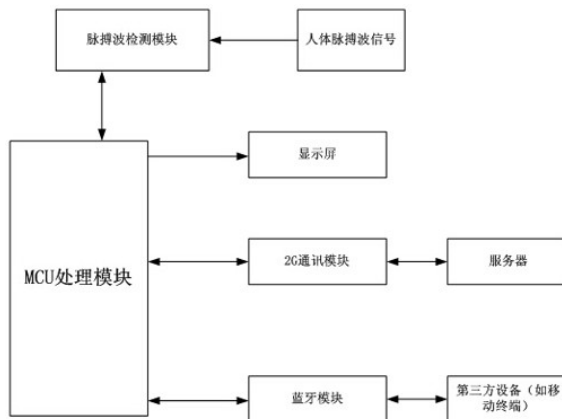 脉搏波检测模块
人体脉搏波信号
显示屏
MCU处理模块
2G通讯模块
服务器
蓝牙模块
第三方设备（如移
动终端）